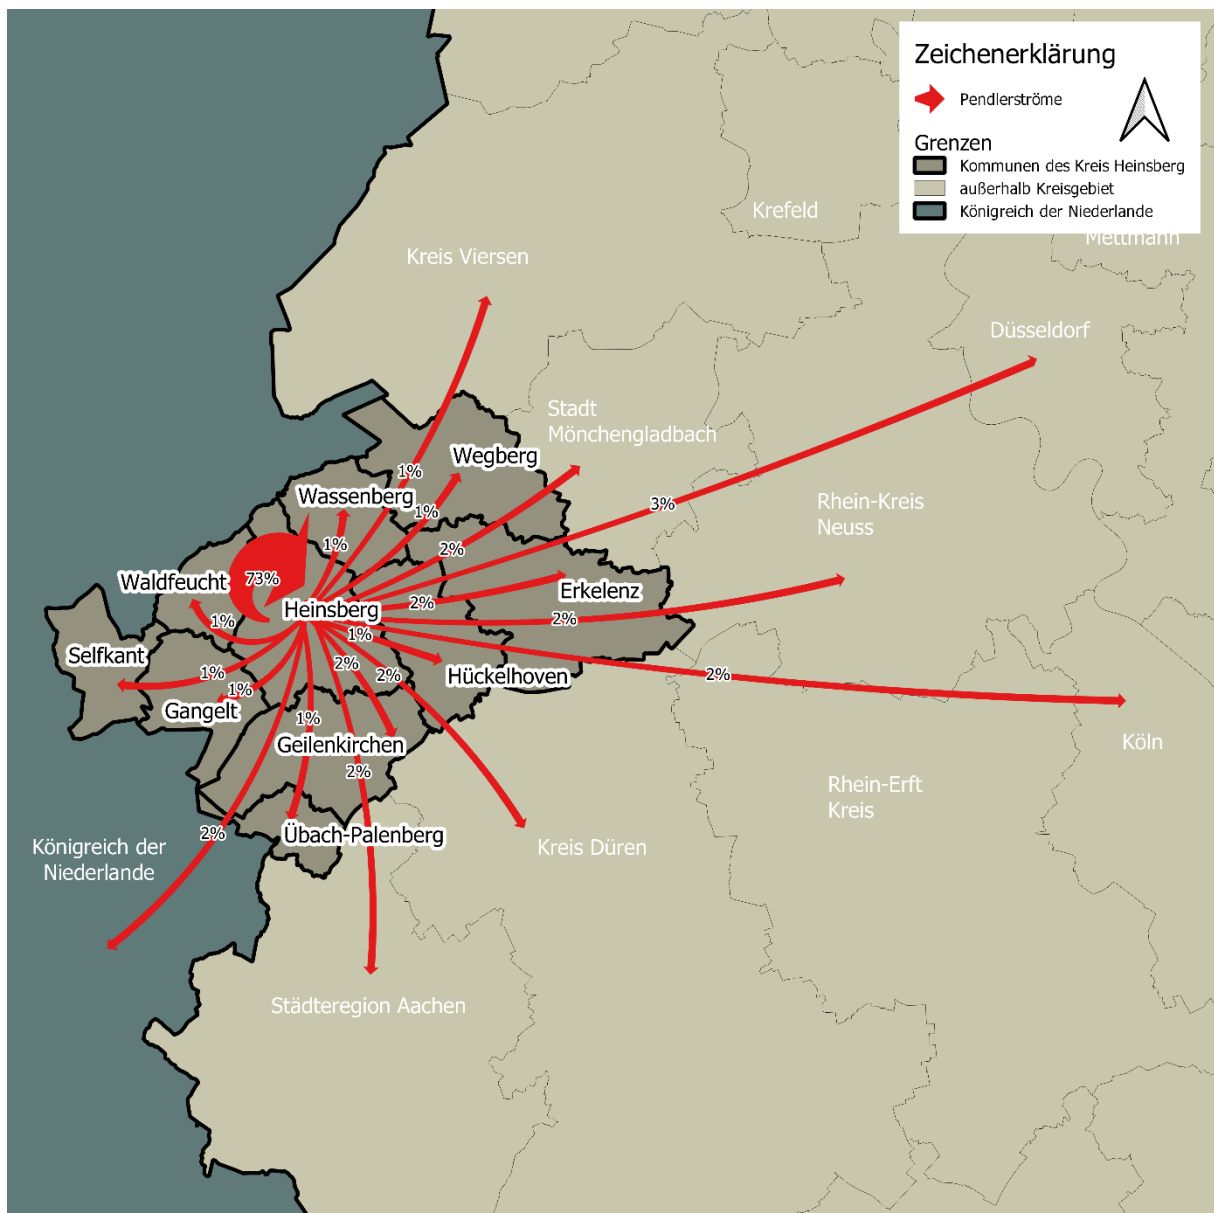 Zeichenerklärung
Pendlerströme
Grenzen
Kommunen des Kreis Heinsberg
außerhalb Kreisgebiet
Königreich der Niederlande
Krefeld
Mettmann
Kreis Viersen
Düsseldorf
Stadt
Mönchengladbach
Wegberg
1%
Wassenberg
3%
Rhein-Kreis
Neuss
1%
1%
2%
73%
Waldfeucht
Erkelenz
Heinsberg
2%
1%
2%
1%
Selfkant
2%
2%
1%
2%
Hückelhoven
1%
Gangelt
1%
Geilenkirchen
Köln
2%
Rhein-Erft
Kreis
2%
Übach-Palenberg
Königreich der
Niederlande
Kreis Düren
Städteregion Aachen